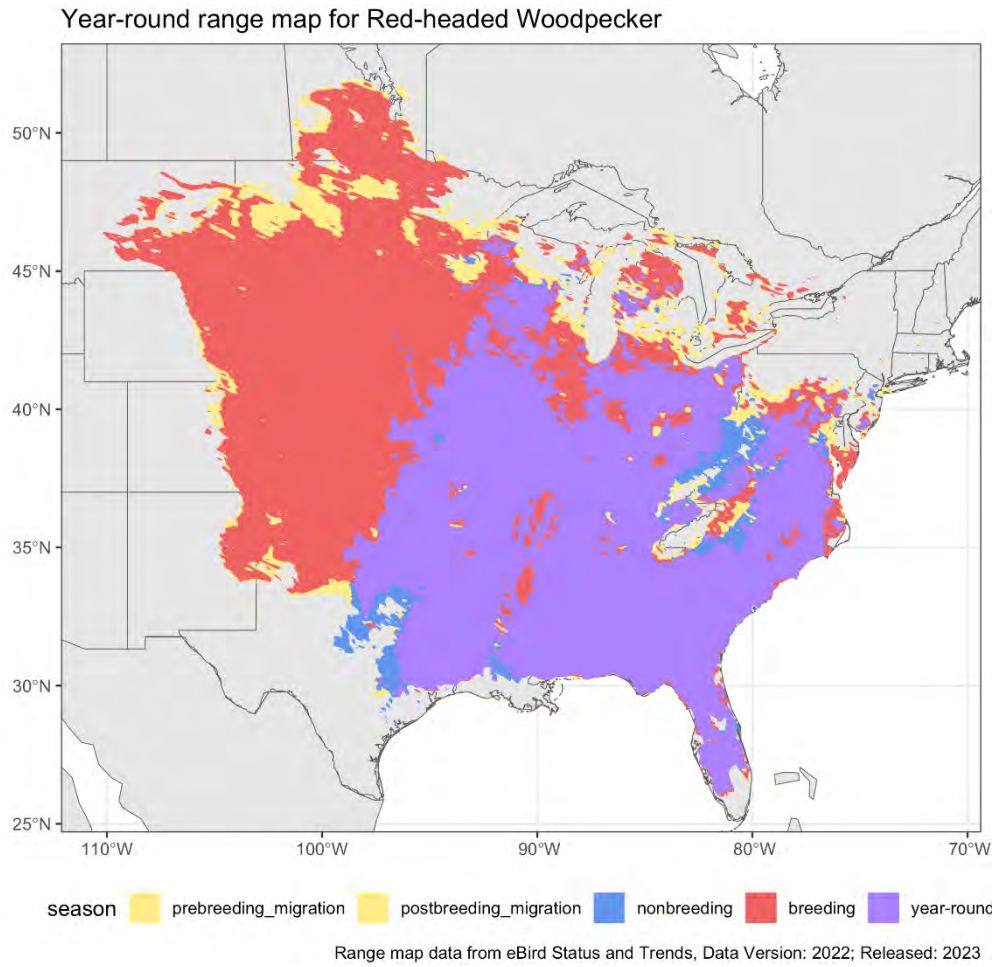 Year-round range map for Red-headed Woodpecker
50°N
45°N
40°N
35°N
30°N
25°N
110°W
100°W
90°W
80°W
70°W
season
prebreeding_migration
postbreeding_migration
nonbreeding
breeding
year-round
Range map data from eBird Status and Trends, Data Version: 2022; Released: 2023